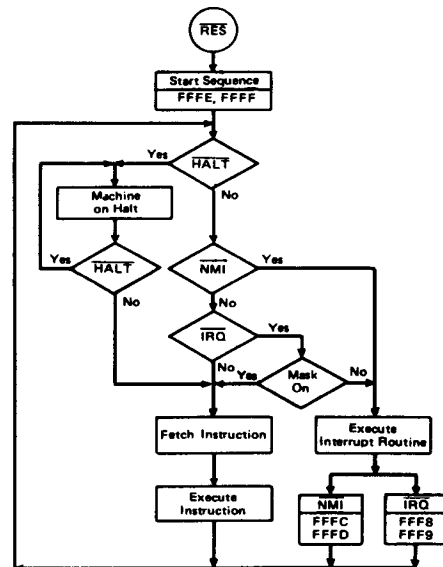 RES
Start Sequence
FFFE, FFFF
Yes
HALT
No
Machine
on Halt
Yes
HALT
No
NMI
Yes
No
IRQ
Yes
No
Yes
Mask
On
No
Fetch Instruction
Execute
Interrupt Routine
Execute
Instruction
NMI
FFFC
FFFD
IRQ
FFF8
FFF9